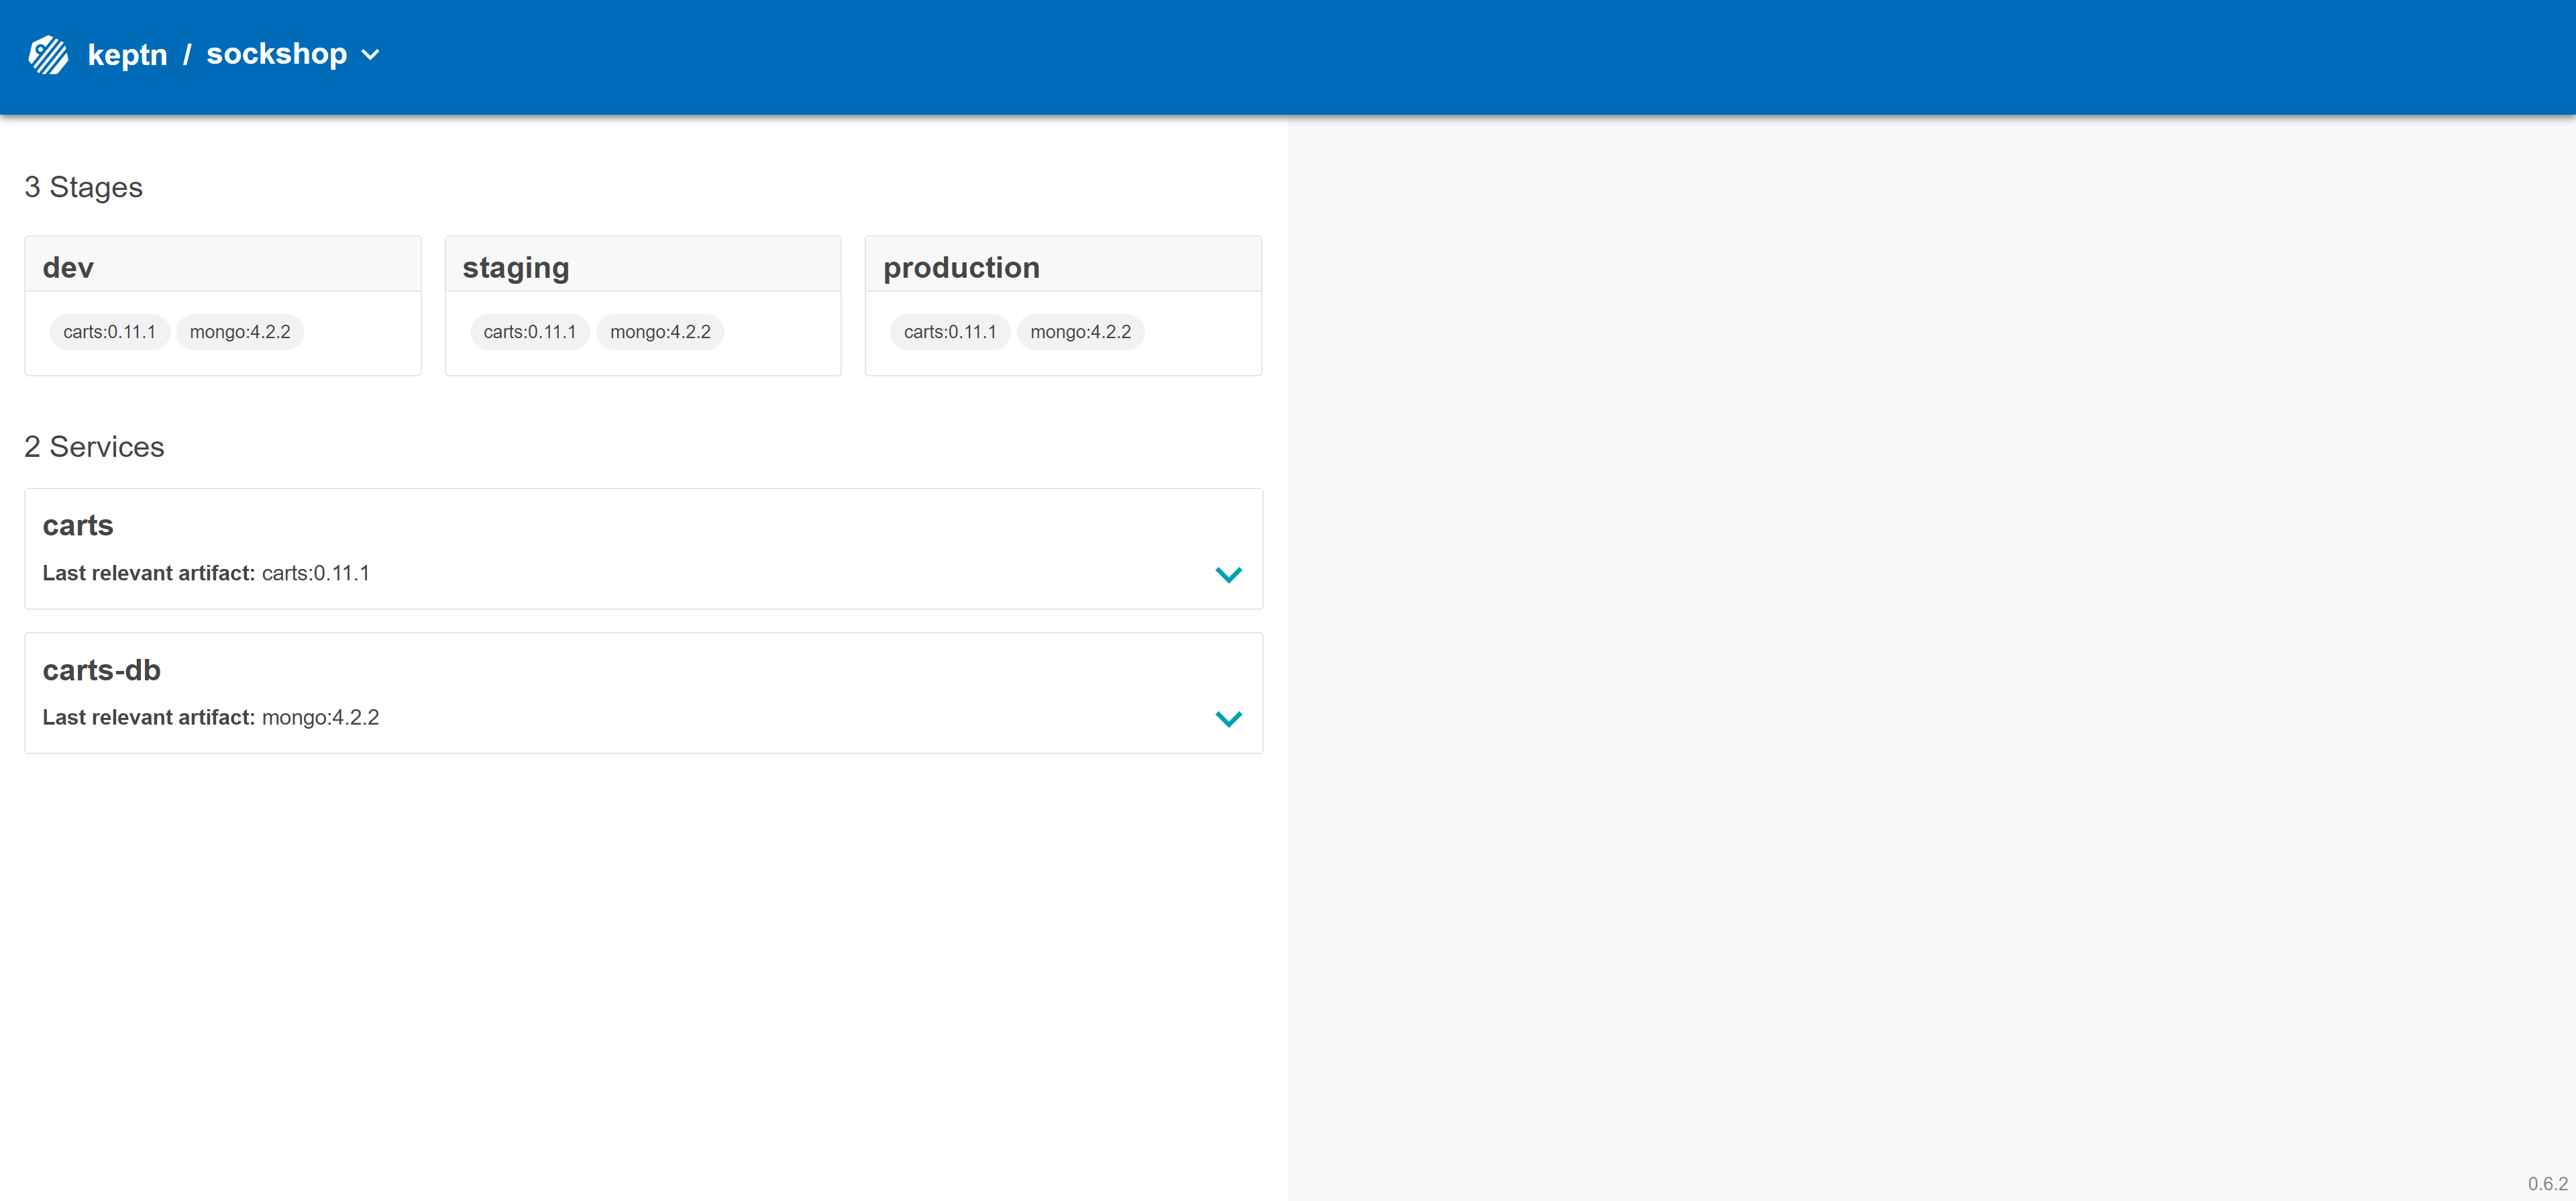 keptn / sockshop
3 Stages
dev
carts:0.11.1 mongo:4.2.2
staging
carts:0.11.1 mongo:4.2.2
production
carts:0.11.1 mongo:4.2.2
2 Services
carts
Last relevant artifact: carts:0.11.1
carts-db
Last relevant artifact: mongo:4.2.2
0.6.2